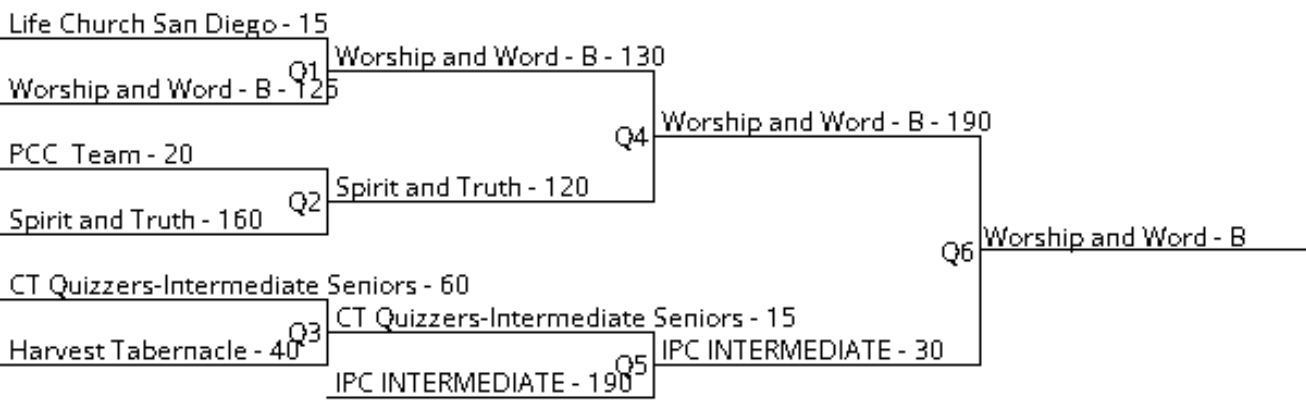 Life Church San Diego - 15
Worship and Word - B - 130
Q1
Worship and Word - B - 125
Worship and Word - B - 190
Q4
PCC  Team - 20
Spirit and Truth - 120
Q2
Spirit and Truth - 160
Worship and Word - B
Q6
CT Quizzers-Intermediate Seniors - 60
CT Quizzers-Intermediate Seniors - 15
Q3
Harvest Tabernacle - 40
IPC INTERMEDIATE - 30
Q5
IPC INTERMEDIATE - 190